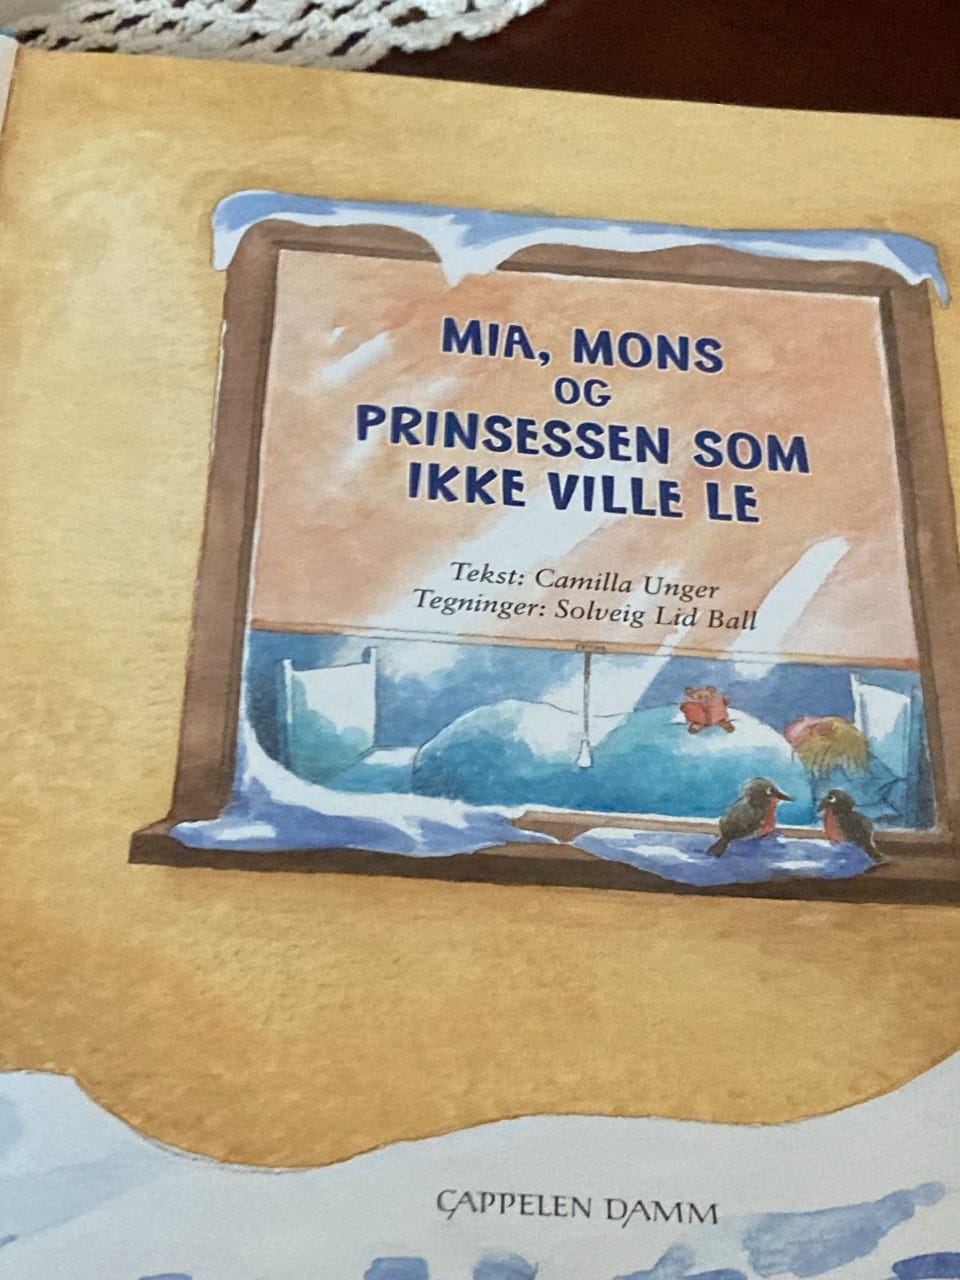 MIA, MONS
OG
PRINSESSEN SOM
IKKE VILLE LE
Tekst: Camilla Unger
Tegninger: Solveig Lid Ball
CAPPELEN DAMM